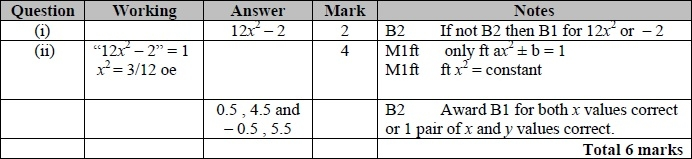 Question Working Answer Mark Notes
(i) 12x² – 2 2 B2 If not B2 then B1 for 12x² or – 2
(ii) “12x² – 2” = 1 4 M1ft only ft ax² ± b = 1
x² = 3/12 oe M1ft ft x² = constant
0.5 , 4.5 and B2 Award B1 for both x values correct
– 0.5 , 5.5 or 1 pair of x and y values correct.
Total 6 marks